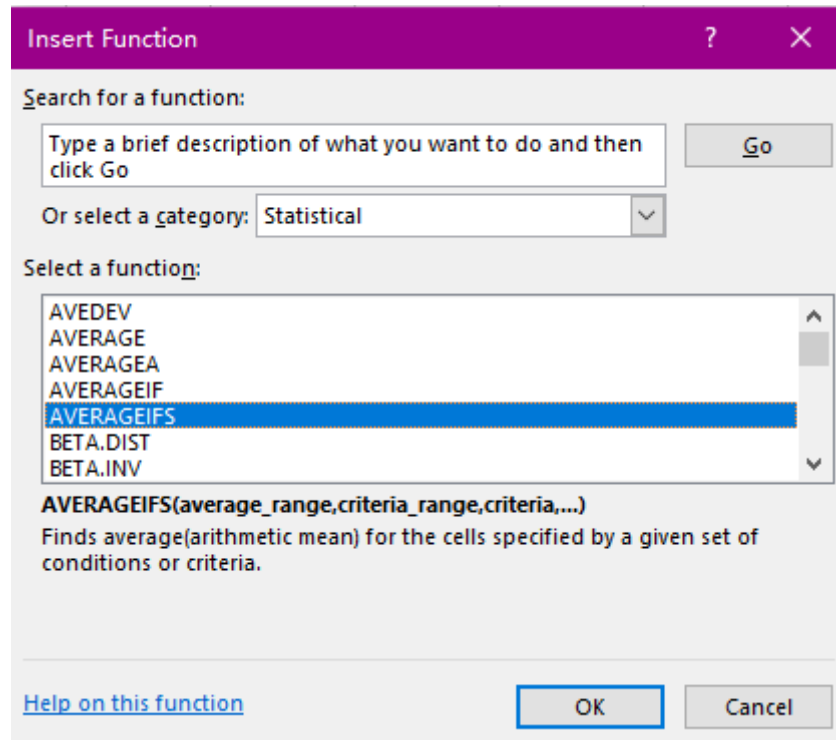 Insert Function ?
Search for a function:
Type a brief description of what you want to do and then
click Go
Go
Or select a category: Statistical
Select a function:
AVEDEV
AVERAGE
AVERAGEA
AVERAGEIF
AVERAGEIFS
BETA.DIST
BETA.INV
AVERAGEIFS(average_range,criteria_range,criteria,...)
Finds average(arithmetic mean) for the cells specified by a given set of
conditions or criteria.
Help on this function
OK
Cancel